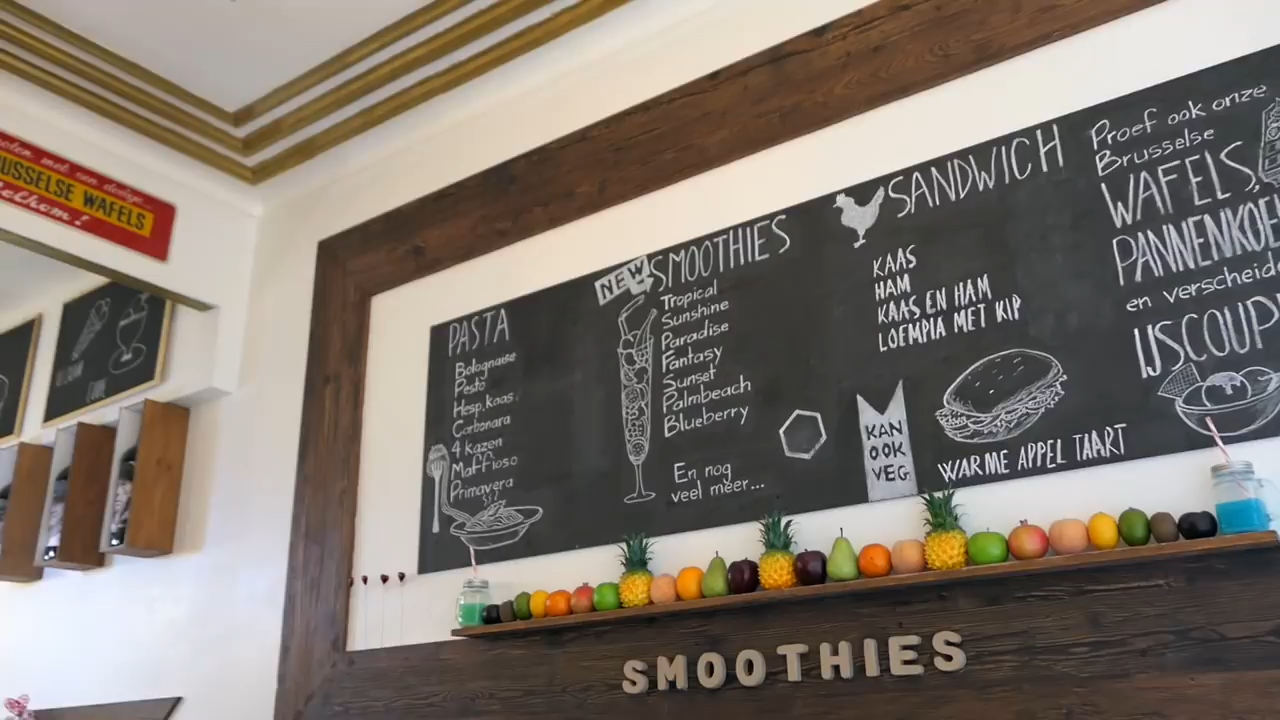 USSELSE WAFELS
PASTA
Bolognaise
Pesto
Hesp.kaas.
Carbonara
4 kazen
Maffioso
Primavera
NEW
SMOOTHIES
Tropical
Sunshine
Paradise
Fantasy
Sunset
Palmbeach
Blueberry
En nog
veel meer...
SANDWICH
KAAS
HAM
KAAS EN HAM
LOEMPIA MET KIP
KAN
OOK
VEG
WARME APPEL TAART
Proef ook onze
Brusselse
WAFELS,
PANNENKOE
en verscheide
IJSCOUP
SMOOTHIES